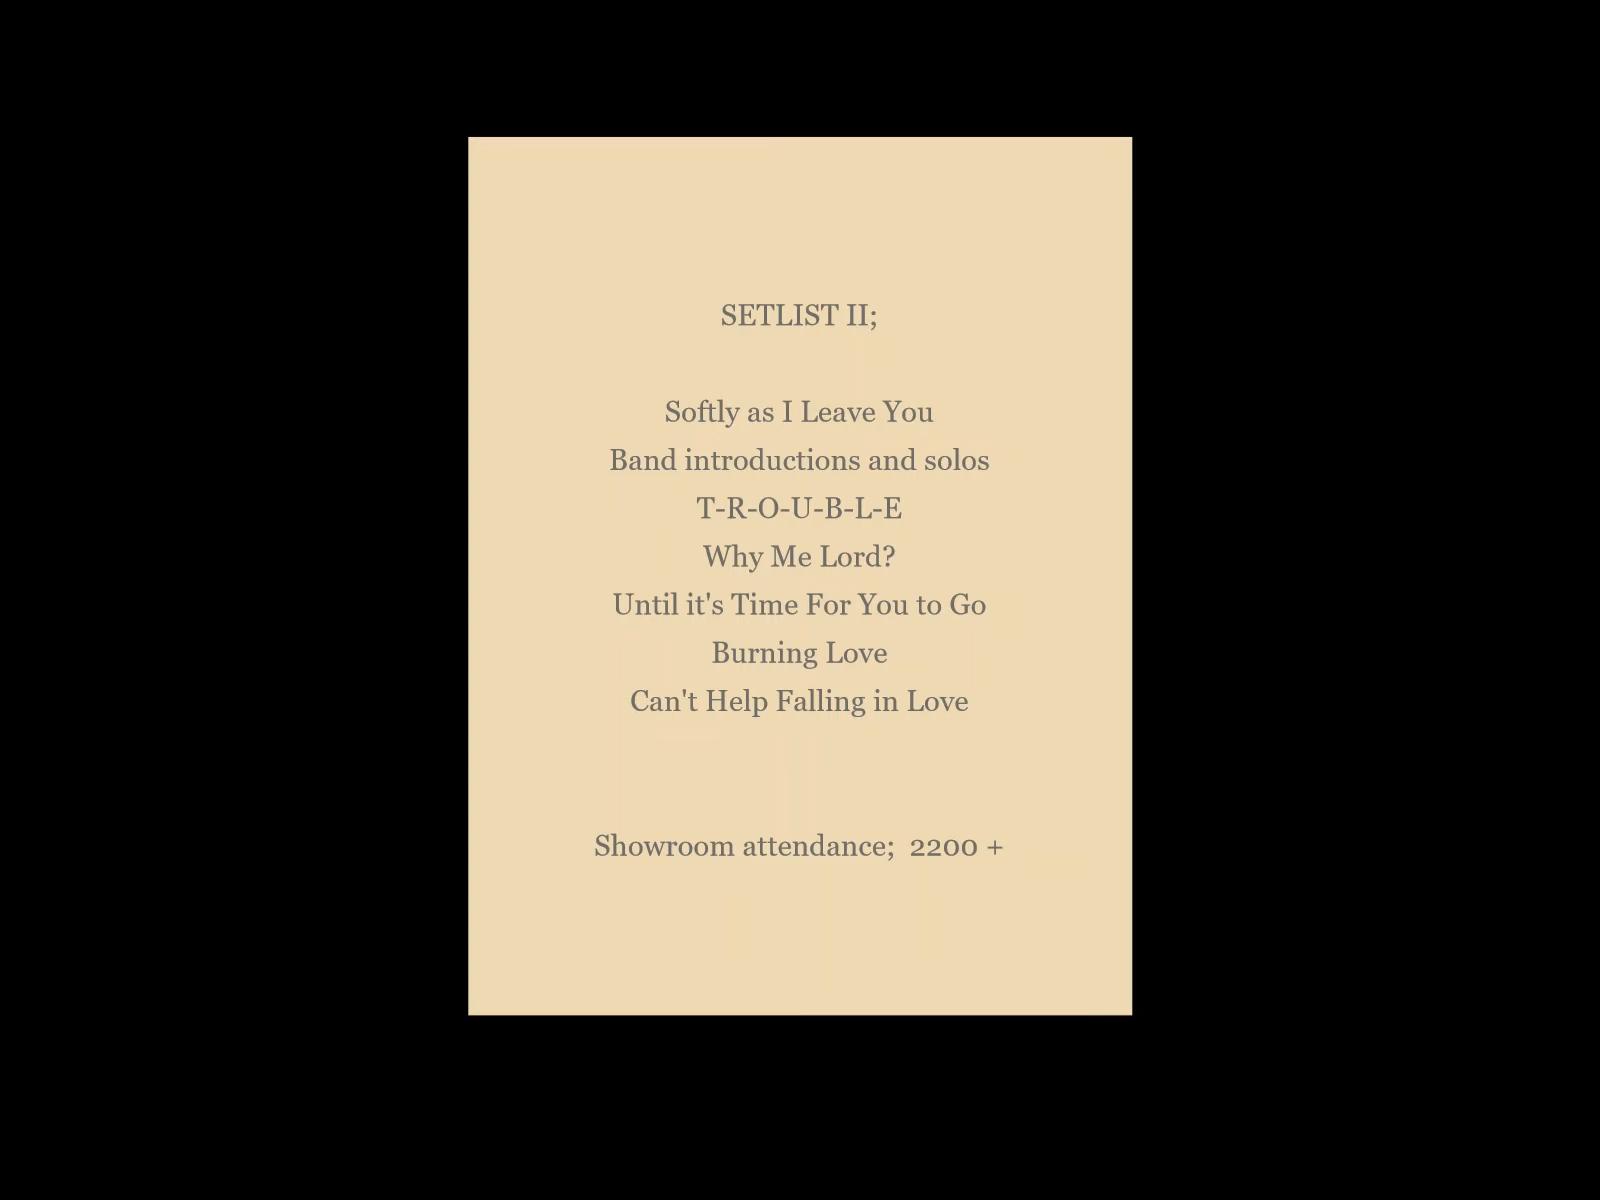 SETLIST II;
Softly as I Leave You
Band introductions and solos
T-R-O-U-B-L-E
Why Me Lord?
Until it's Time For You to Go
Burning Love
Can't Help Falling in Love
Showroom attendance;  2200 +